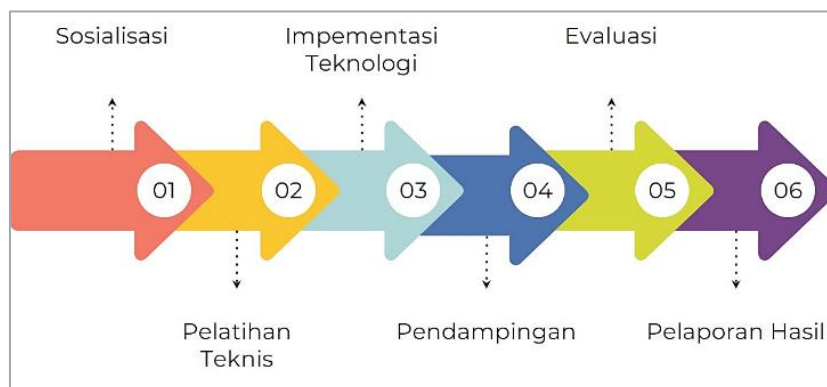 Sosialisasi
Impementasi
Teknologi
Evaluasi
01
02
03
04
05
06
Pelatihan
Teknis
Pendampingan
Pelaporan Hasil